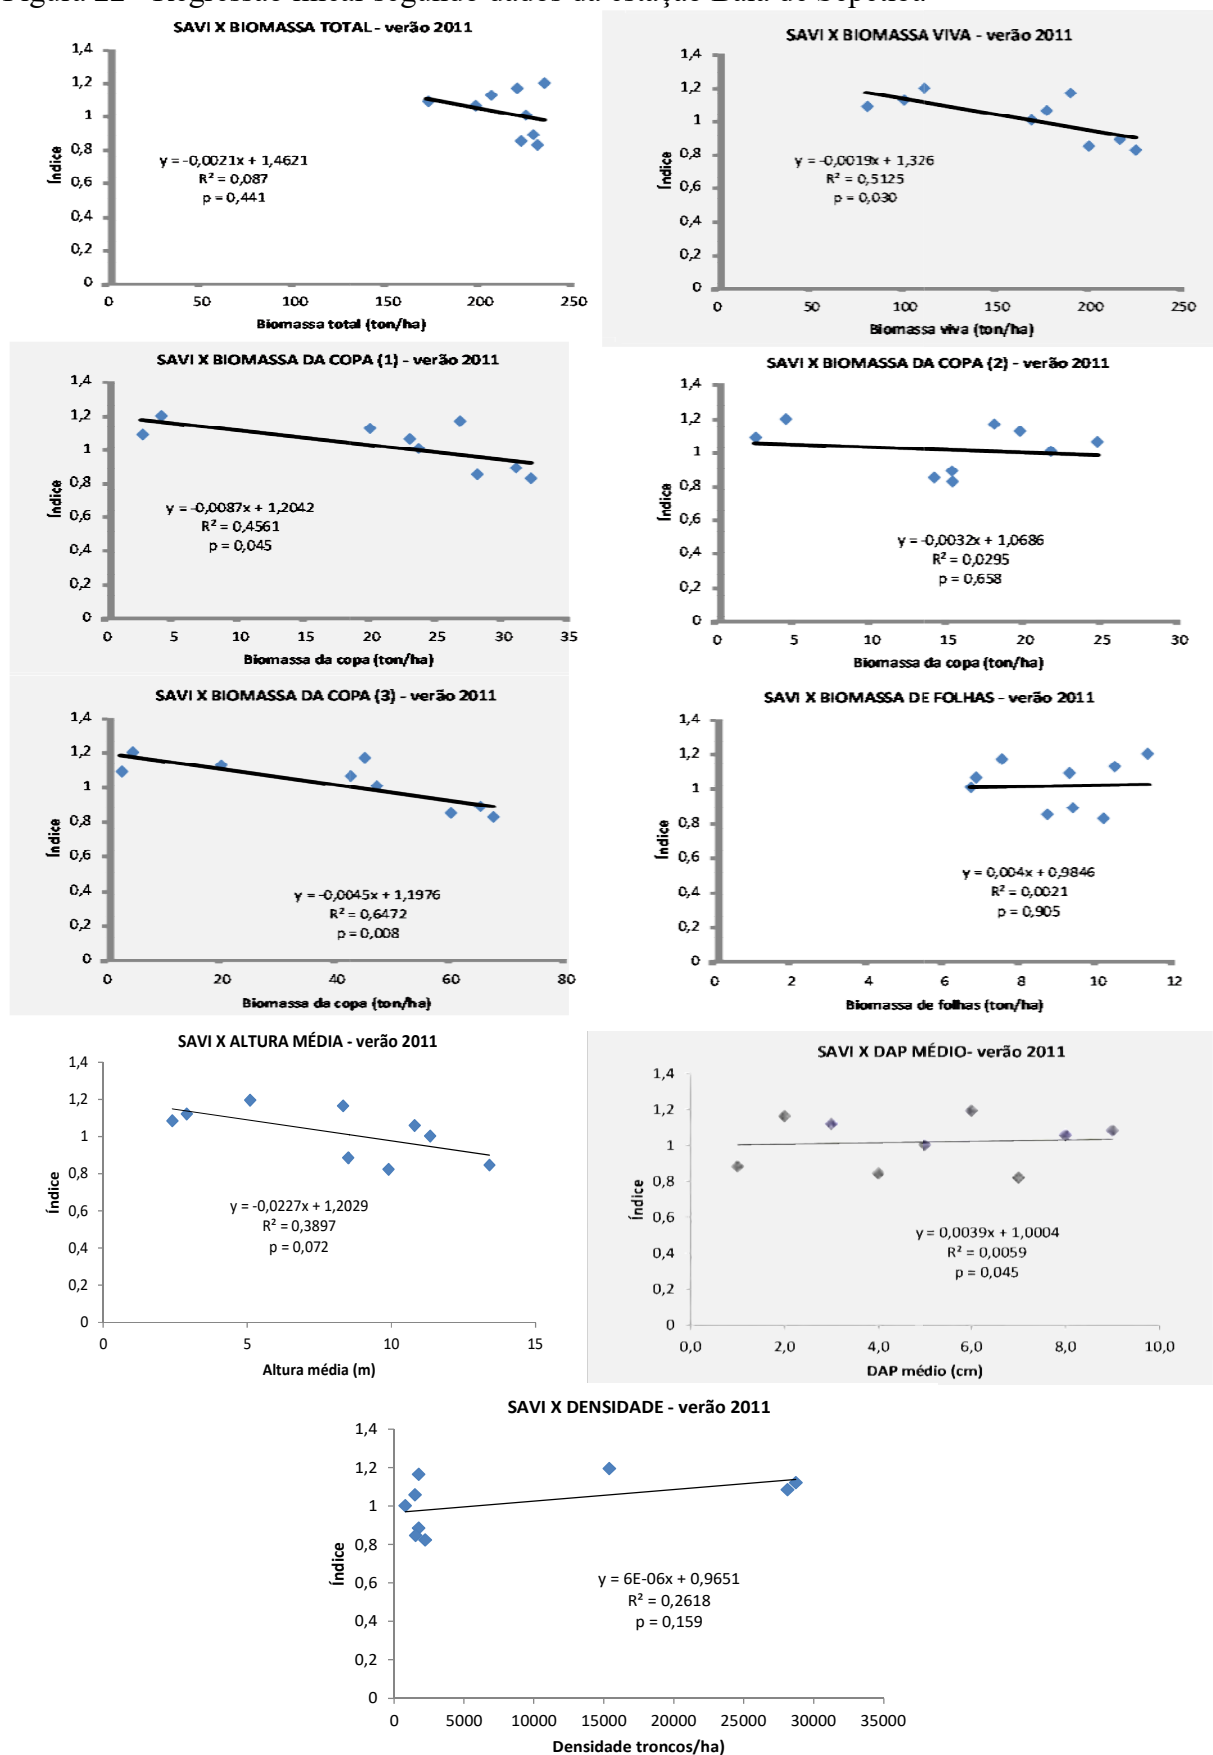 Figura 22 - Regressão linear segundo dados da estação Baía de Sepetiba
SAVI X BIOMASSA TOTAL - verão 2011
1,4
1,2
1
0,8
0,6
0,4
0,2
0
Índice
y = -0,0021x + 1,4621
R² = 0,087
p = 0,441
0 50 100 150 200 250
Biomassa total (ton/ha)
SAVI X BIOMASSA VIVA - verão 2011
1,4
1,2
1
0,8
0,6
0,4
0,2
0
Índice
y = -0,0019x + 1,326
R² = 0,5125
p = 0,030
0 50 100 150 200 250
Biomassa viva (ton/ha)
SAVI X BIOMASSA DA COPA (1) - verão 2011
1,4
1,2
1
0,8
0,6
0,4
0,2
0
Índice
y = -0,0087x + 1,2042
R² = 0,4561
p = 0,045
0 5 10 15 20 25 30 35
Biomassa da copa (ton/ha)
SAVI X BIOMASSA DA COPA (2) - verão 2011
1,4
1,2
1
0,8
0,6
0,4
0,2
0
Índice
y = -0,0032x + 1,0686
R² = 0,0295
p = 0,658
0 5 10 15 20 25 30
Biomassa da copa (ton/ha)
SAVI X BIOMASSA DA COPA (3) - verão 2011
1,4
1,2
1
0,8
0,6
0,4
0,2
0
Índice
y = -0,0045x + 1,1976
R² = 0,6472
p = 0,008
0 20 40 60 80
Biomassa da copa (ton/ha)
SAVI X BIOMASSA DE FOLHAS - verão 2011
1,4
1,2
1
0,8
0,6
0,4
0,2
0
Índice
y = 0,004x + 0,9846
R² = 0,0021
p = 0,905
0 2 4 6 8 10 12
Biomassa de folhas (ton/ha)
SAVI X ALTURA MÉDIA - verão 2011
1,4
1,2
1
0,8
0,6
0,4
0,2
0
Índice
y = -0,0227x + 1,2029
R² = 0,3897
p = 0,072
0 5 10 15
Altura média (m)
SAVI X DAP MÉDIO- verão 2011
1,4
1,2
1
0,8
0,6
0,4
0,2
0
Índice
y = 0,0039x + 1,0004
R² = 0,0059
p = 0,045
0,0 2,0 4,0 6,0 8,0 10,0
DAP médio (cm)
SAVI X DENSIDADE - verão 2011
1,4
1,2
1
0,8
0,6
0,4
0,2
0
Índice
y = 6E-06x + 0,9651
R² = 0,2618
p = 0,159
0 5000 10000 15000 20000 25000 30000 35000
Densidade troncos/ha)